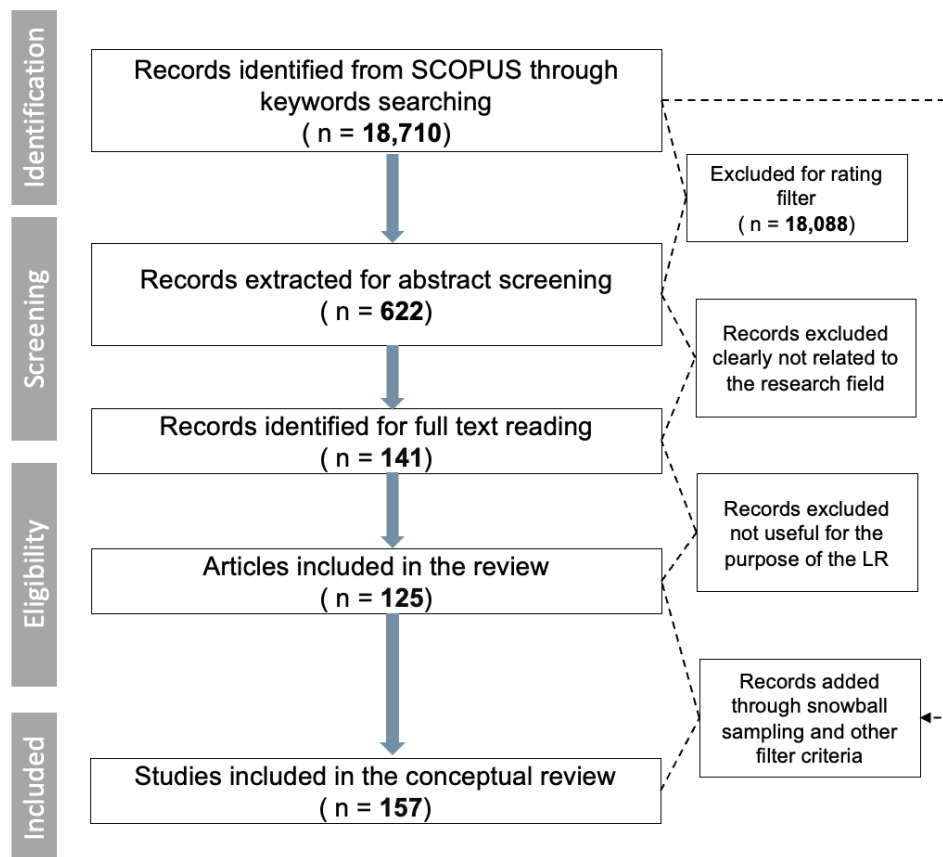 Identification
Records identified from SCOPUS through
keywords searching
( n = 18,710)
Excluded for rating
filter
( n = 18,088)
Screening
Records extracted for abstract screening
( n = 622)
Records excluded
clearly not related to
the research field
Records identified for full text reading
( n = 141)
Eligibility
Records excluded
not useful for the
purpose of the LR
Articles included in the review
( n = 125)
Records added
through snowball
sampling and other
filter criteria
Included
Studies included in the conceptual review
( n = 157)